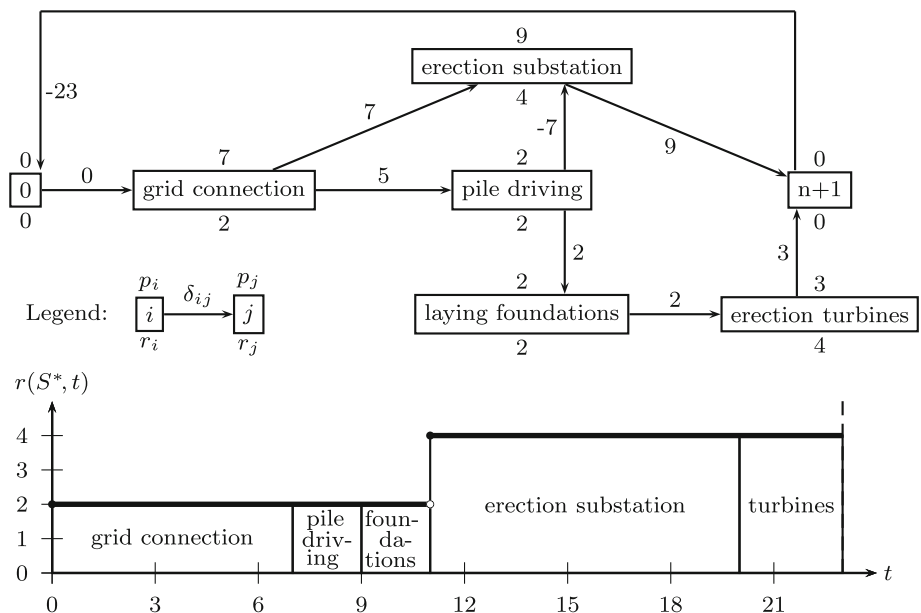 9
erection substation
4
-23
7
-7
9
0
0
0
0
7
grid connection
2
5
2
pile driving
2
0
n+1
0
2
3
Legend:
p_i
i
r_i
δ_ij
p_j
j
r_j
2
laying foundations
2
2
3
erection turbines
4
r(S*, t)
4
3
2
1
0
grid connection
pile
driv-
ing
foun-
da-
tions
erection substation
turbines
t
0 3 6 9 12 15 18 21